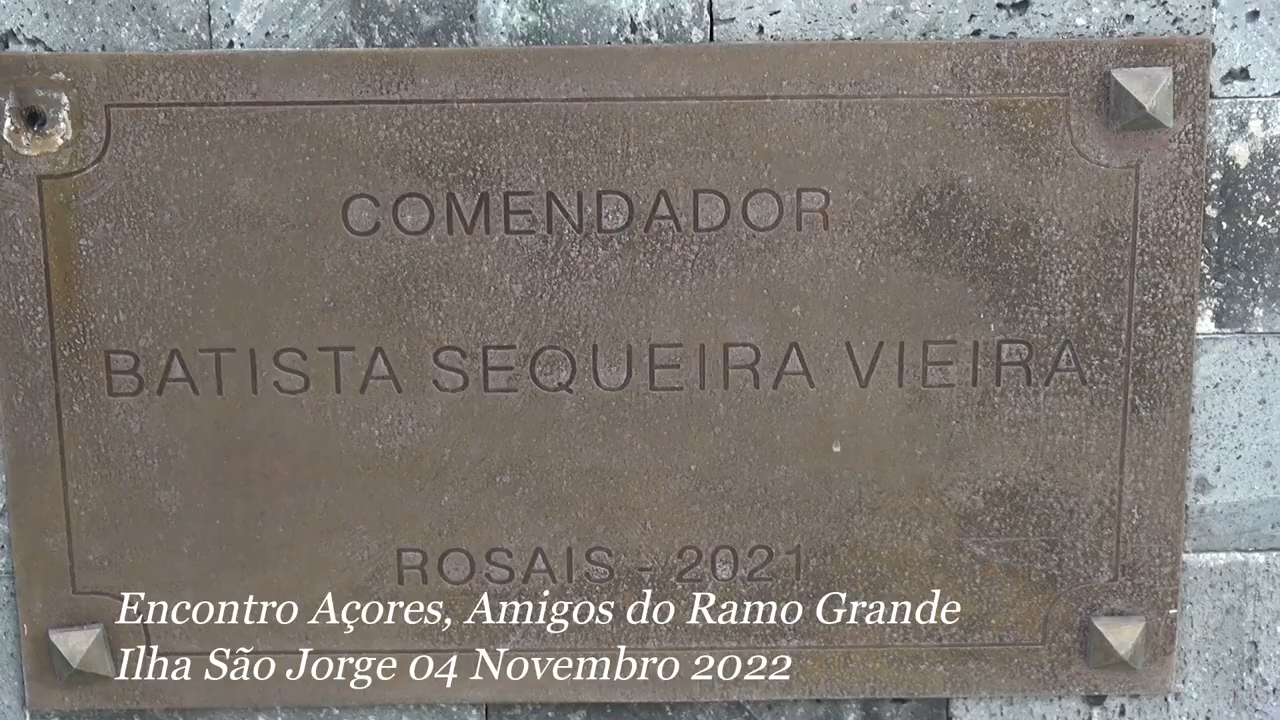 COMENDADOR
BATISTA SEQUEIRA VIEIRA
ROSAIS - 2021
Encontro Açores, Amigos do Ramo Grande
Ilha São Jorge 04 Novembro 2022